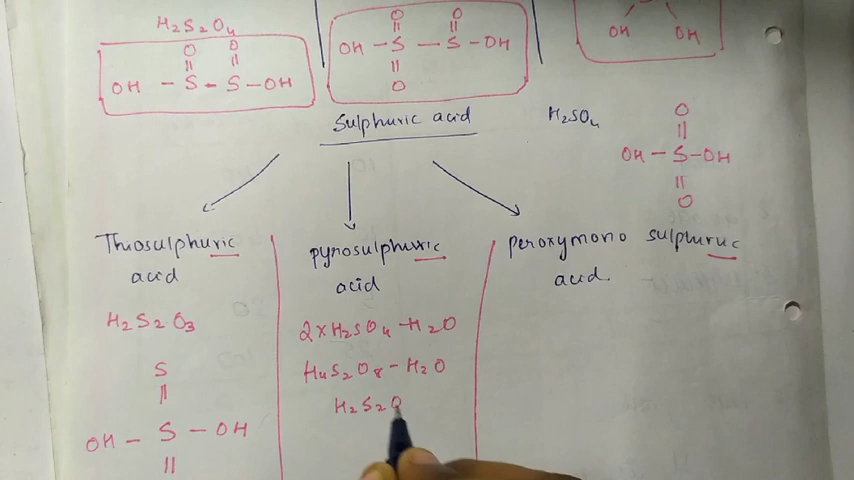 H₂S₂O₄
O O
|| ||
OH - S - S - OH
O O
|| ||
OH - S - S - OH
||
O
OH OH
Sulphuric acid
H₂SO₄
O
||
OH - S - OH
||
O
Thiosulphuric
acid
H₂S₂O₃
S
||
OH - S - OH
||
pyrosulphuric
acid
2×H₂SO₄ - H₂O
H₄S₂O₈ - H₂O
H₂S₂O
peroxymono sulphuric
acid.